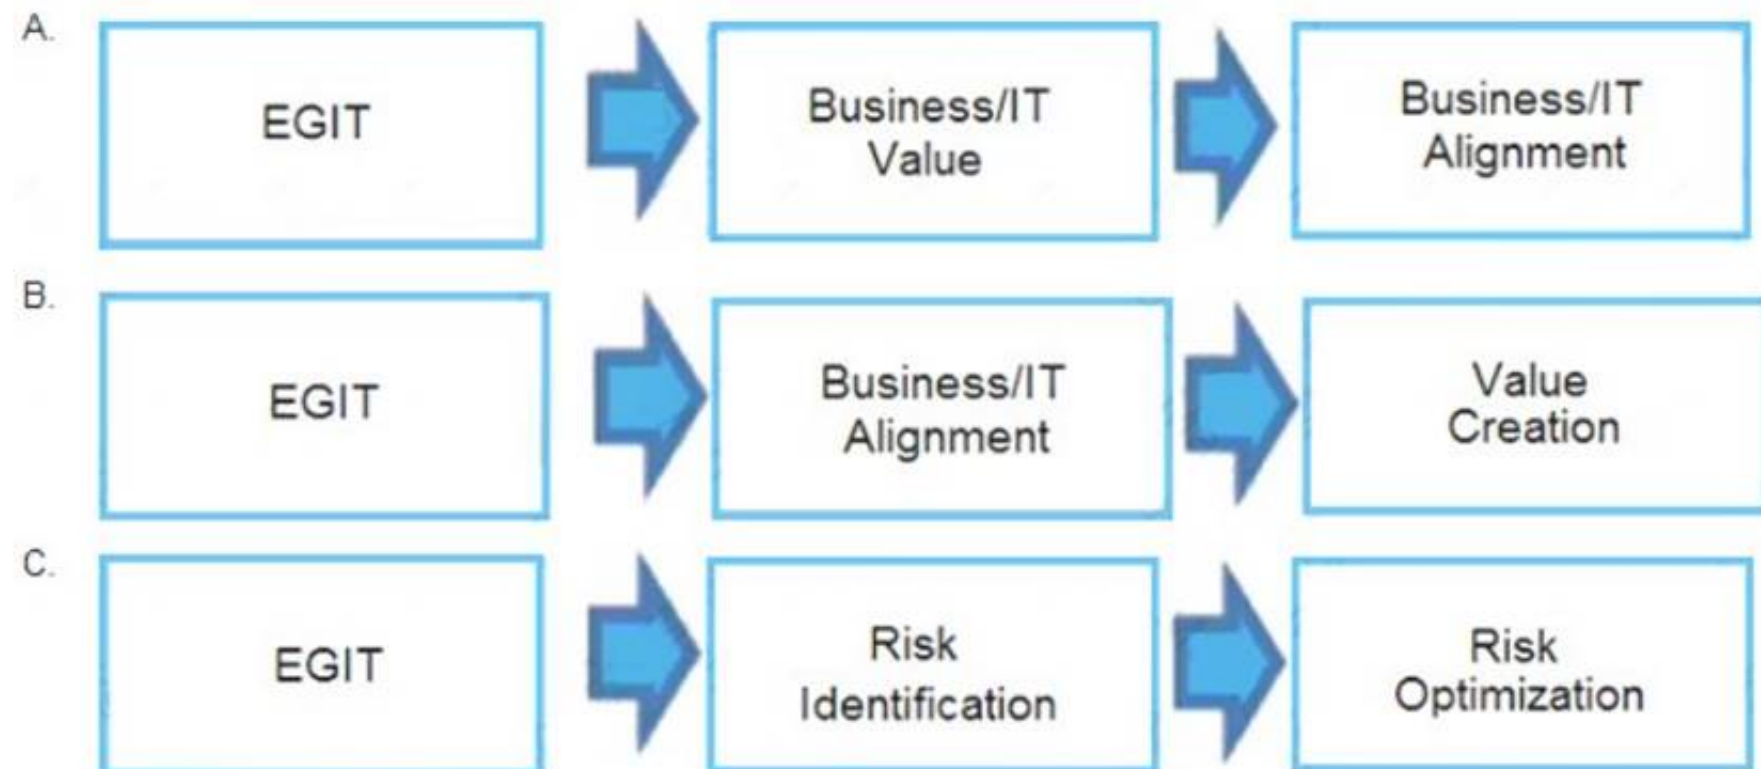 A.
EGIT
Business/IT
Value
Business/IT
Alignment
B.
EGIT
Business/IT
Alignment
Value
Creation
C.
EGIT
Risk
Identification
Risk
Optimization